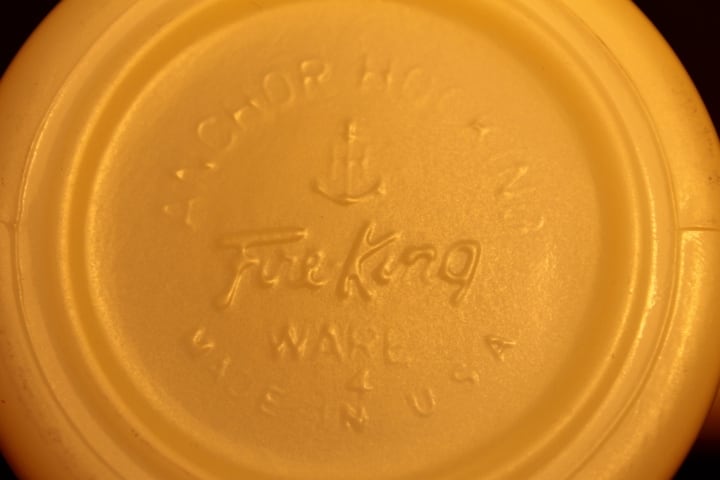 ANCHOR HOCKING
Fire King
WARE
4
MADE IN U S A